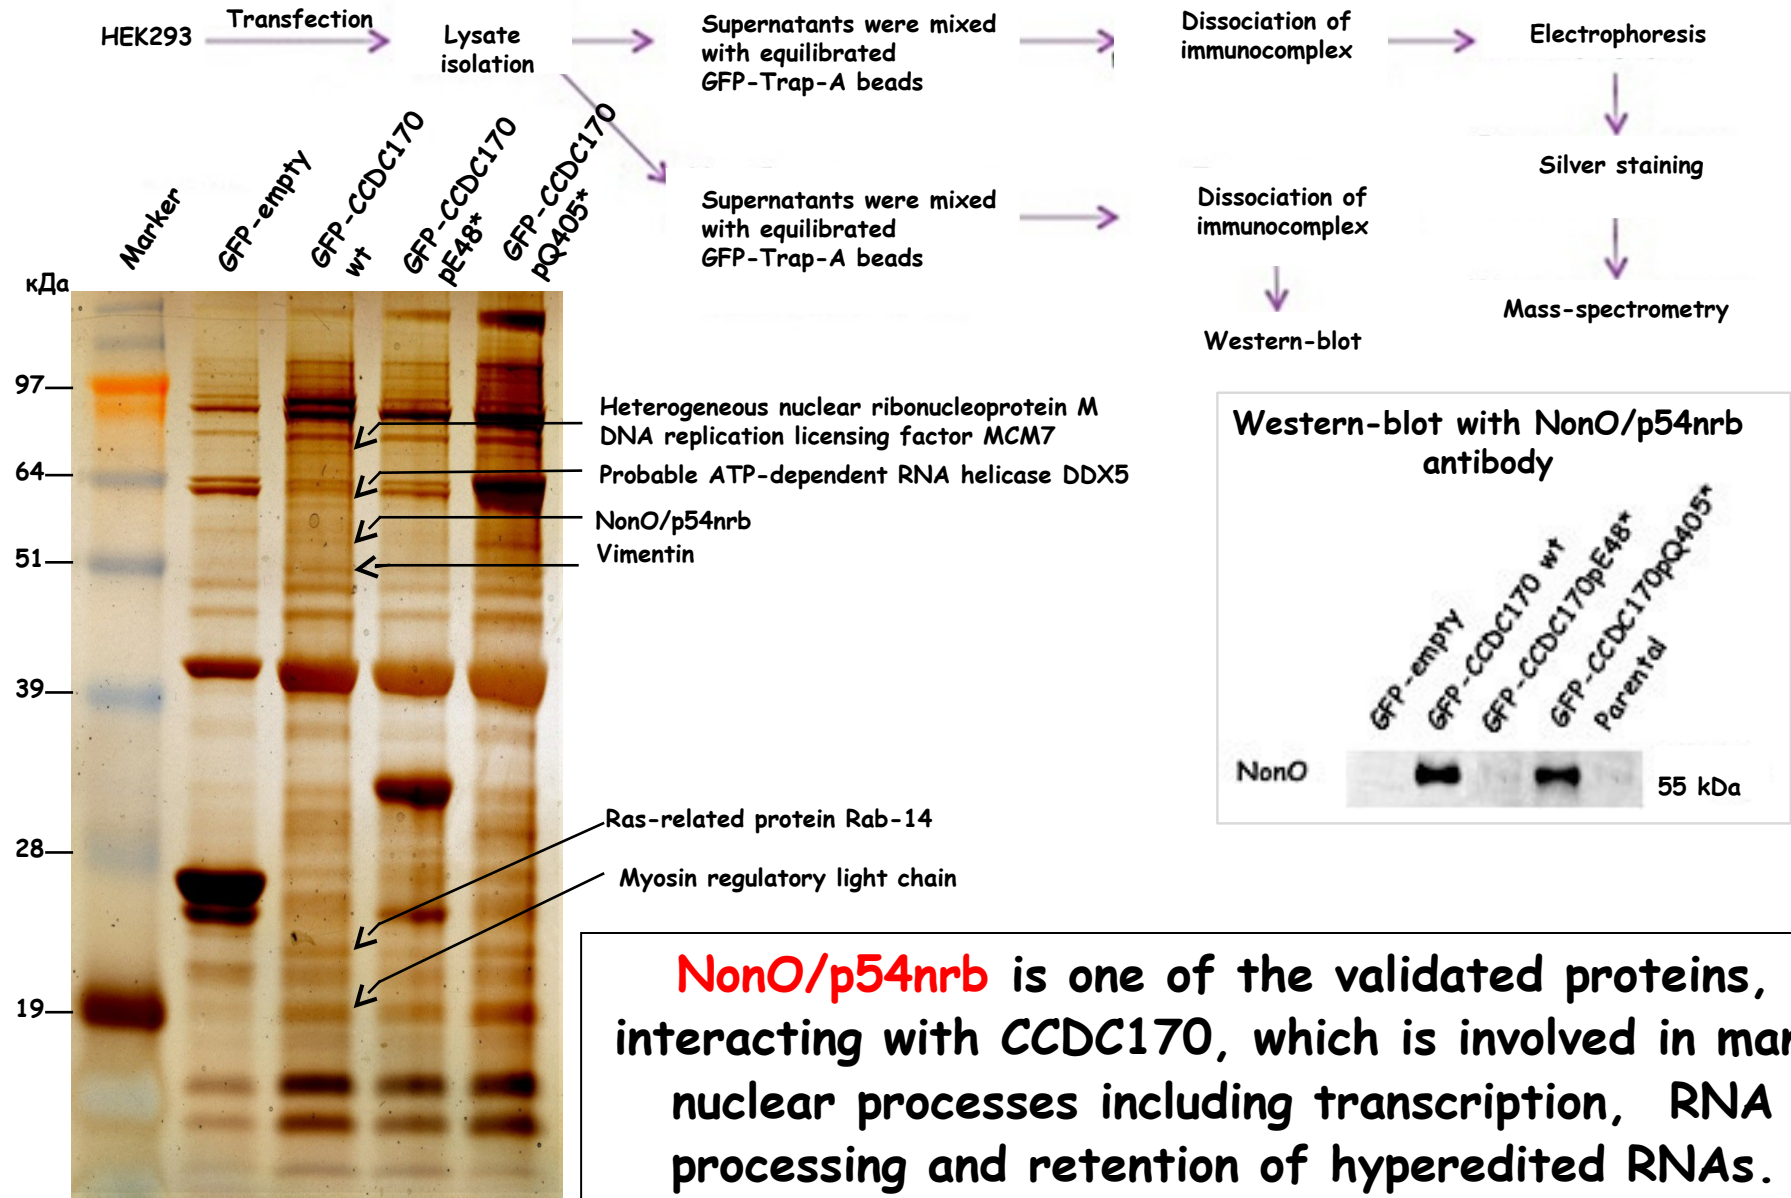 HEK293
Transfection
Lysate
isolation
Supernatants were mixed
with equilibrated
GFP-Trap-A beads
Dissociation of
immunocomplex
Electrophoresis
Silver staining
Mass-spectrometry
Supernatants were mixed
with equilibrated
GFP-Trap-A beads
Dissociation of
immunocomplex
Western-blot
Marker
GFP-empty
GFP-CCDC170
wt
GFP-CCDC170
pE48*
GFP-CCDC170
pQ405*
кДа
97
64
51
39
28
19
Heterogeneous nuclear ribonucleoprotein M
DNA replication licensing factor MCM7
Probable ATP-dependent RNA helicase DDX5
NonO/p54nrb
Vimentin
Ras-related protein Rab-14
Myosin regulatory light chain
Western-blot with NonO/p54nrb
antibody
GFP-empty
GFP-CCDC170 wt
GFP-CCDC170pE48*
GFP-CCDC170pQ405*
Parental
NonO
55 kDa
NonO/p54nrb is one of the validated proteins,
interacting with CCDC170, which is involved in mar
nuclear processes including transcription, RNA
processing and retention of hyperedited RNAs.